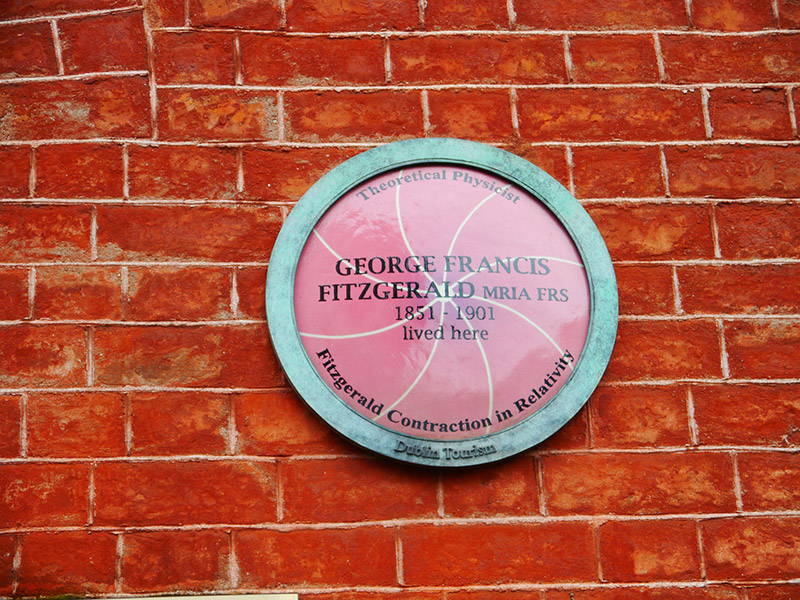 Theoretical Physicist
GEORGE FRANCIS
FITZGERALD MRIA FRS
1851 - 1901
lived here
Fitzgerald Contraction in Relativity
Dublin Tourism